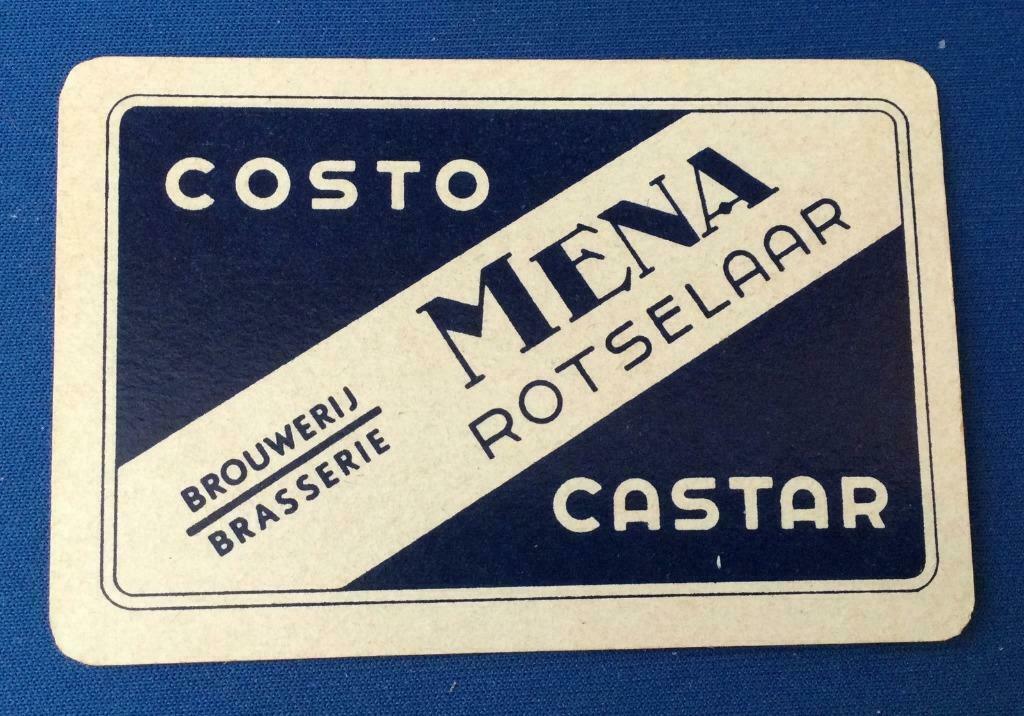 COSTO
MENA
ROTSELAAR
BROUWERIJ
BRASSERIE
CASTAR